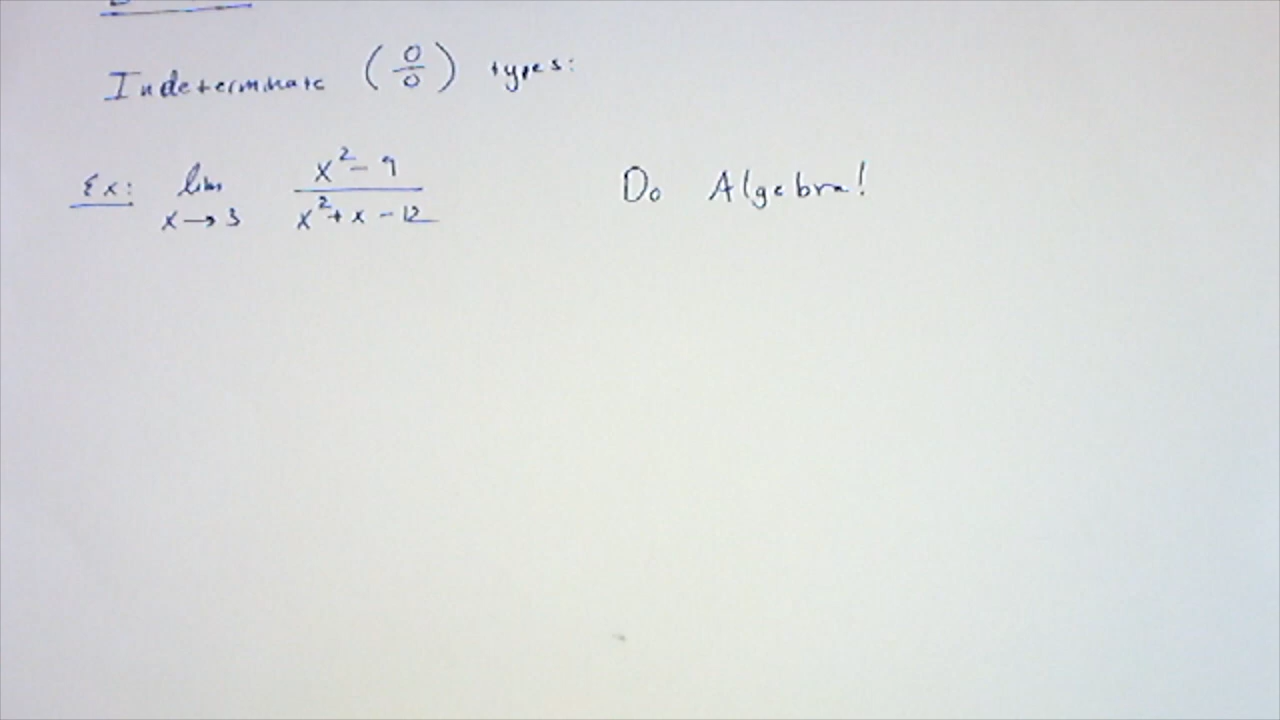 Indeterminate (0/0) types:
Ex: lim x→3 (x² - 9)/(x² + x - 12) Do Algebra!